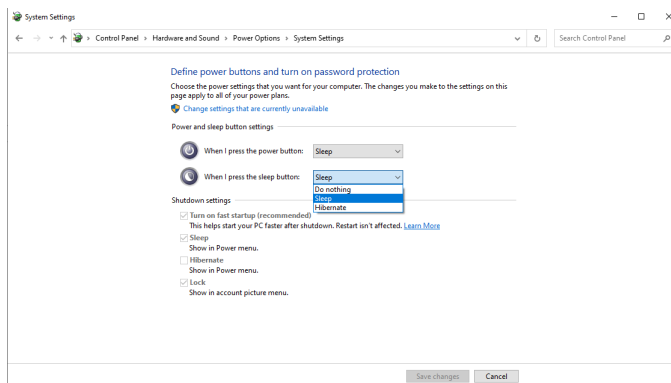 System Settings
Control Panel > Hardware and Sound > Power Options > System Settings
Search Control Panel
Define power buttons and turn on password protection
Choose the power settings that you want for your computer. The changes you make to the settings on this
page apply to all of your power plans.
Change settings that are currently unavailable
Power and sleep button settings
When I press the power button: Sleep
When I press the sleep button: Sleep
Do nothing
Sleep
Hibernate
Shutdown settings
Turn on fast startup (recommended)
This helps start your PC faster after shutdown. Restart isn't affected. Learn More
Sleep
Show in Power menu.
Hibernate
Show in Power menu.
Lock
Show in account picture menu.
Save changes Cancel